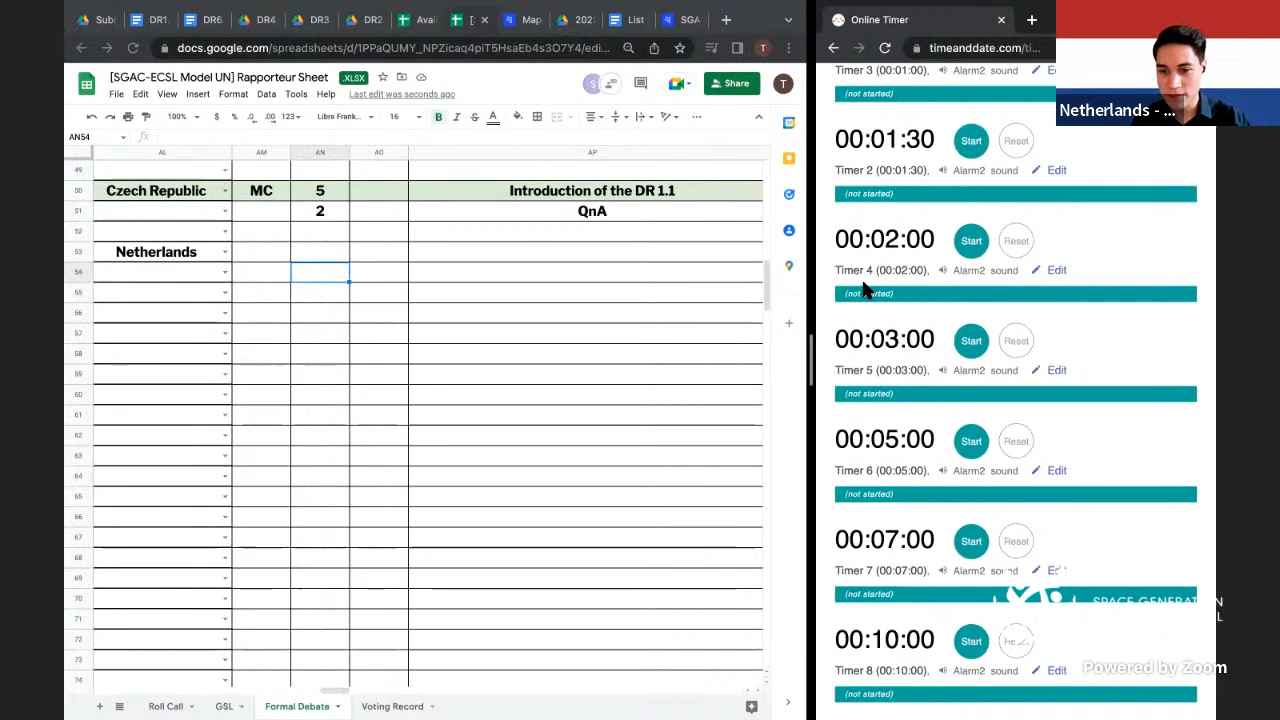 Subr
DR1.
DR6
DR4
DR3.
DR2
Avai
[
Map
202
List
SGA
Online Timer
docs.google.com/spreadsheets/d/1PPaQUMY_NPZicaq4piT5HsaEb4s3O7Y4/edi...
T
timeanddate.com/ti...
[SGAC-ECSL Model UN] Rapporteur Sheet .XLSX
S
Share
T
File Edit View Insert Format Data Tools Help Last edit was seconds ago
100% $ % .0 .00 123 Libre Frank... 16 B I S A
AN54 fx
AL AM AN AO AP
49
50 Czech Republic MC 5 Introduction of the DR 1.1
51 2 QnA
52
53 Netherlands
54
55
56
57
58
59
60
61
62
63
64
65
66
67
68
69
70
71
72
73
74
Roll Call GSL Formal Debate Voting Record
Timer 3 (00:01:00), Alarm2 sound
(not started)
00:01:30 Start Reset
Timer 2 (00:01:30), Alarm2 sound Edit
(not started)
00:02:00 Start Reset
Timer 4 (00:02:00), Alarm2 sound Edit
(not started)
00:03:00 Start Reset
Timer 5 (00:03:00), Alarm2 sound Edit
(not started)
00:05:00 Start Reset
Timer 6 (00:05:00), Alarm2 sound Edit
(not started)
00:07:00 Start Reset
Timer 7 (00:07:00), Alarm2
(not started)
00:10:00 Start Reset
Timer 8 (00:10:00), Alarm2 sound Edit
(not started)
Netherlands - ...
SPACE GENERATION
Powered by Zoom